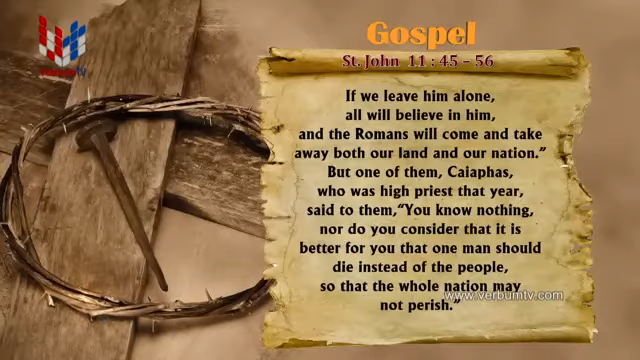 verbumtv
Gospel
St. John 11 : 45 - 56
If we leave him alone,
all will believe in him,
and the Romans will come and take
away both our land and our nation.”
But one of them, Caiaphas,
who was high priest that year,
said to them,“You know nothing,
nor do you consider that it is
better for you that one man should
die instead of the people,
so that the whole nation may
not perish.”
www.verbumtv.com